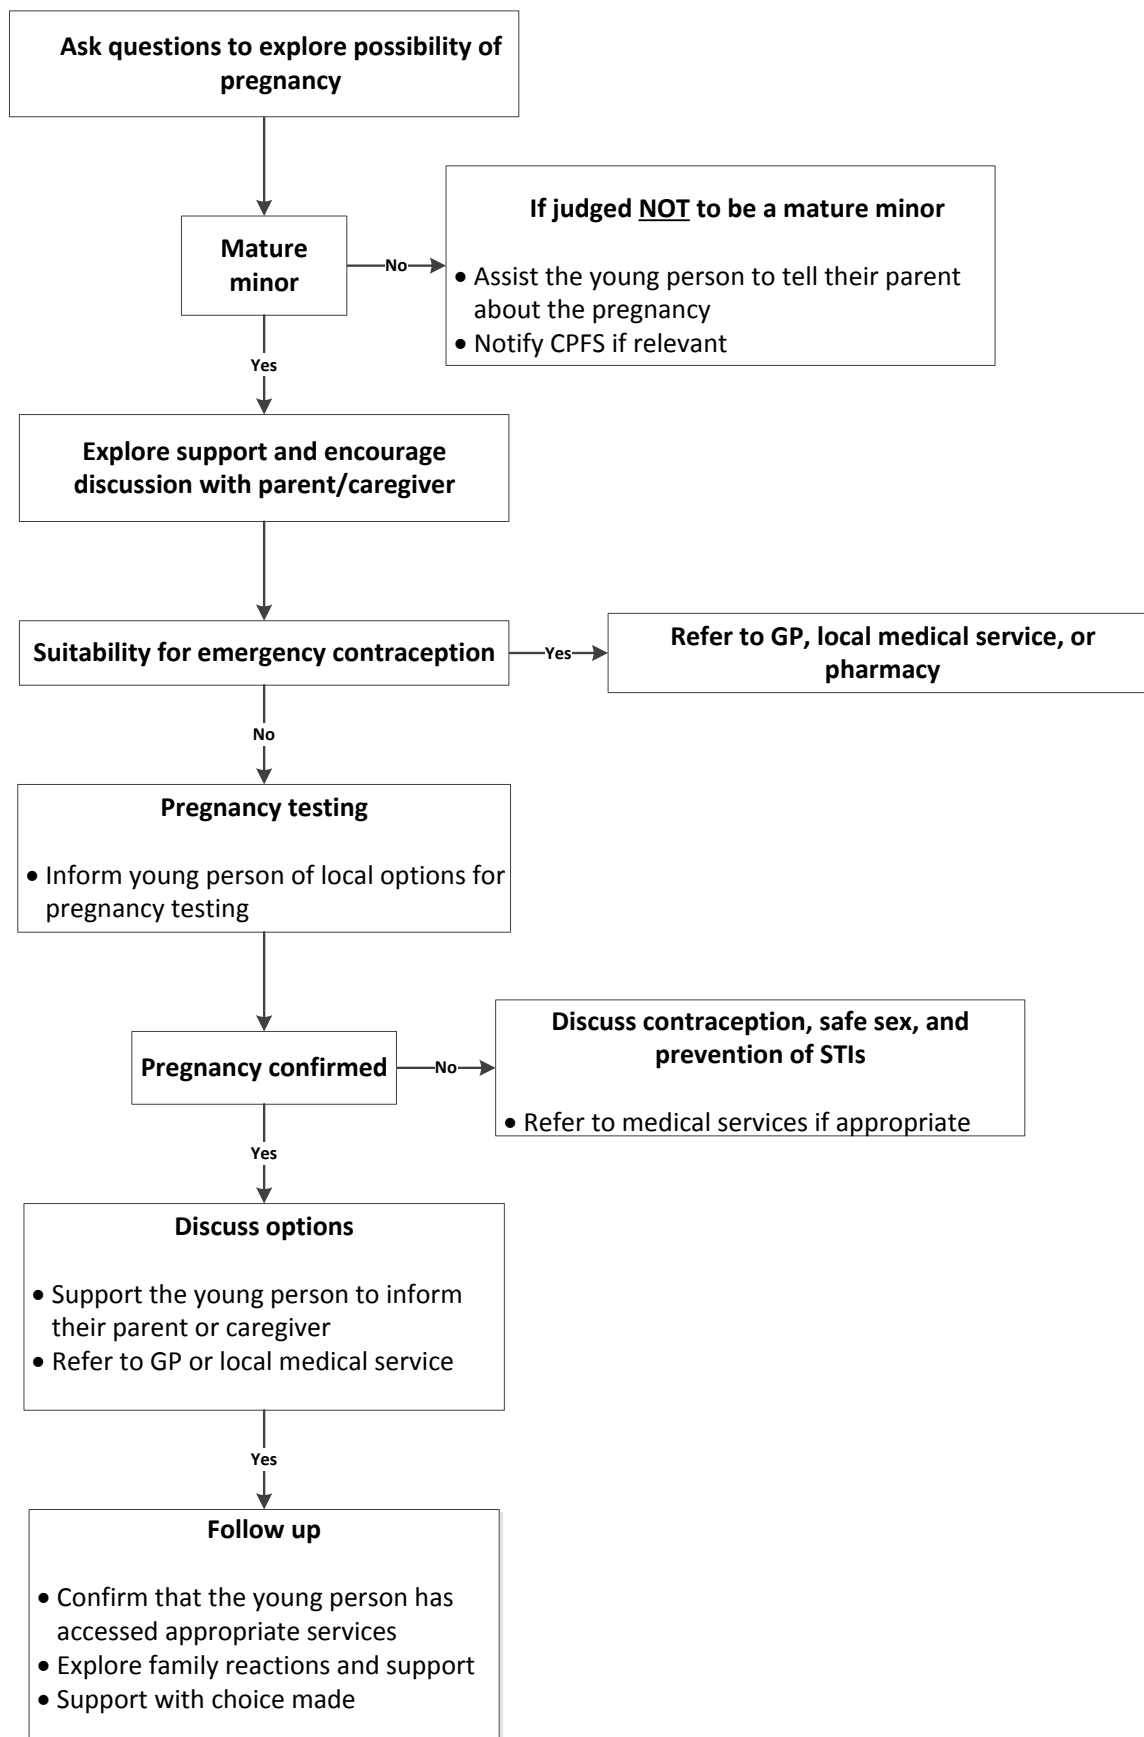 Ask questions to explore possibility of
pregnancy
Mature
minor
No
If judged NOT to be a mature minor
• Assist the young person to tell their parent
about the pregnancy
• Notify CPFS if relevant
Yes
Explore support and encourage
discussion with parent/caregiver
Suitability for emergency contraception
Yes
Refer to GP, local medical service, or
pharmacy
No
Pregnancy testing
• Inform young person of local options for
pregnancy testing
Pregnancy confirmed
No
Discuss contraception, safe sex, and
prevention of STIs
• Refer to medical services if appropriate
Yes
Discuss options
• Support the young person to inform
their parent or caregiver
• Refer to GP or local medical service
Yes
Follow up
• Confirm that the young person has
accessed appropriate services
• Explore family reactions and support
• Support with choice made